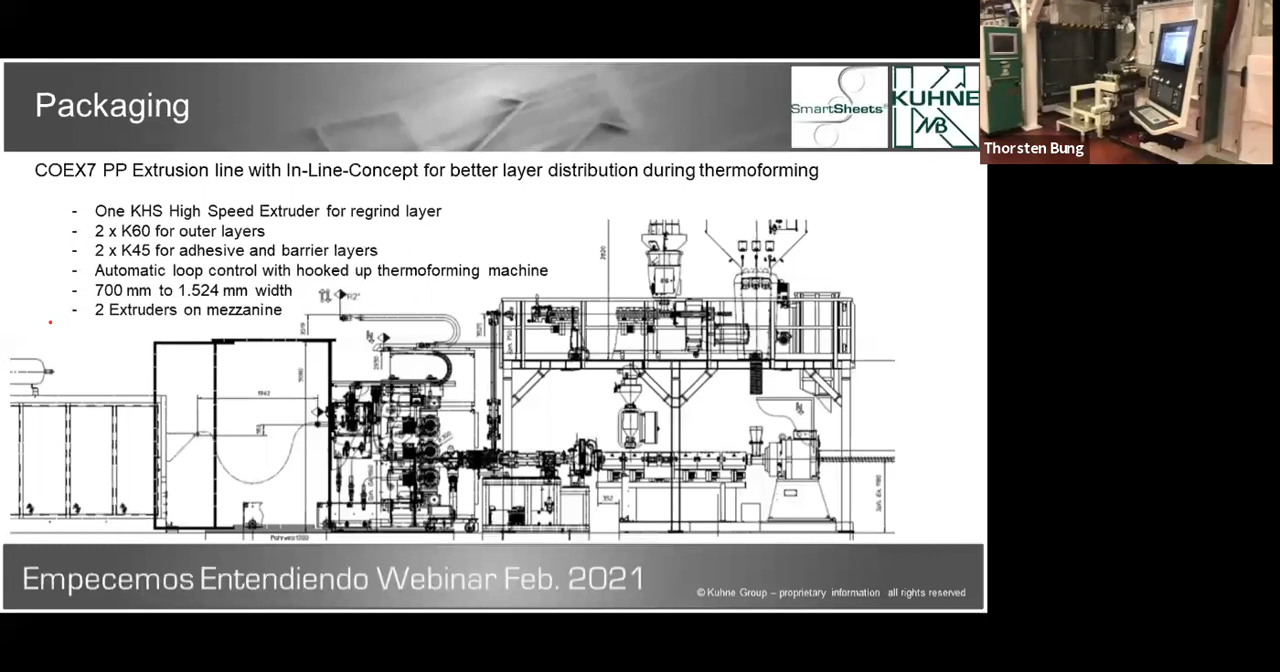 Packaging
SmartSheets
KUHNE
NB
Thorsten Bung
COEX7 PP Extrusion line with In-Line-Concept for better layer distribution during thermoforming
- One KHS High Speed Extruder for regrind layer
- 2 x K60 for outer layers
- 2 x K45 for adhesive and barrier layers
- Automatic loop control with hooked up thermoforming machine
- 700 mm to 1.524 mm width
- 2 Extruders on mezzanine
Empecemos Entendiendo Webinar Feb. 2021
© Kuhne Group – proprietary information all rights reserved